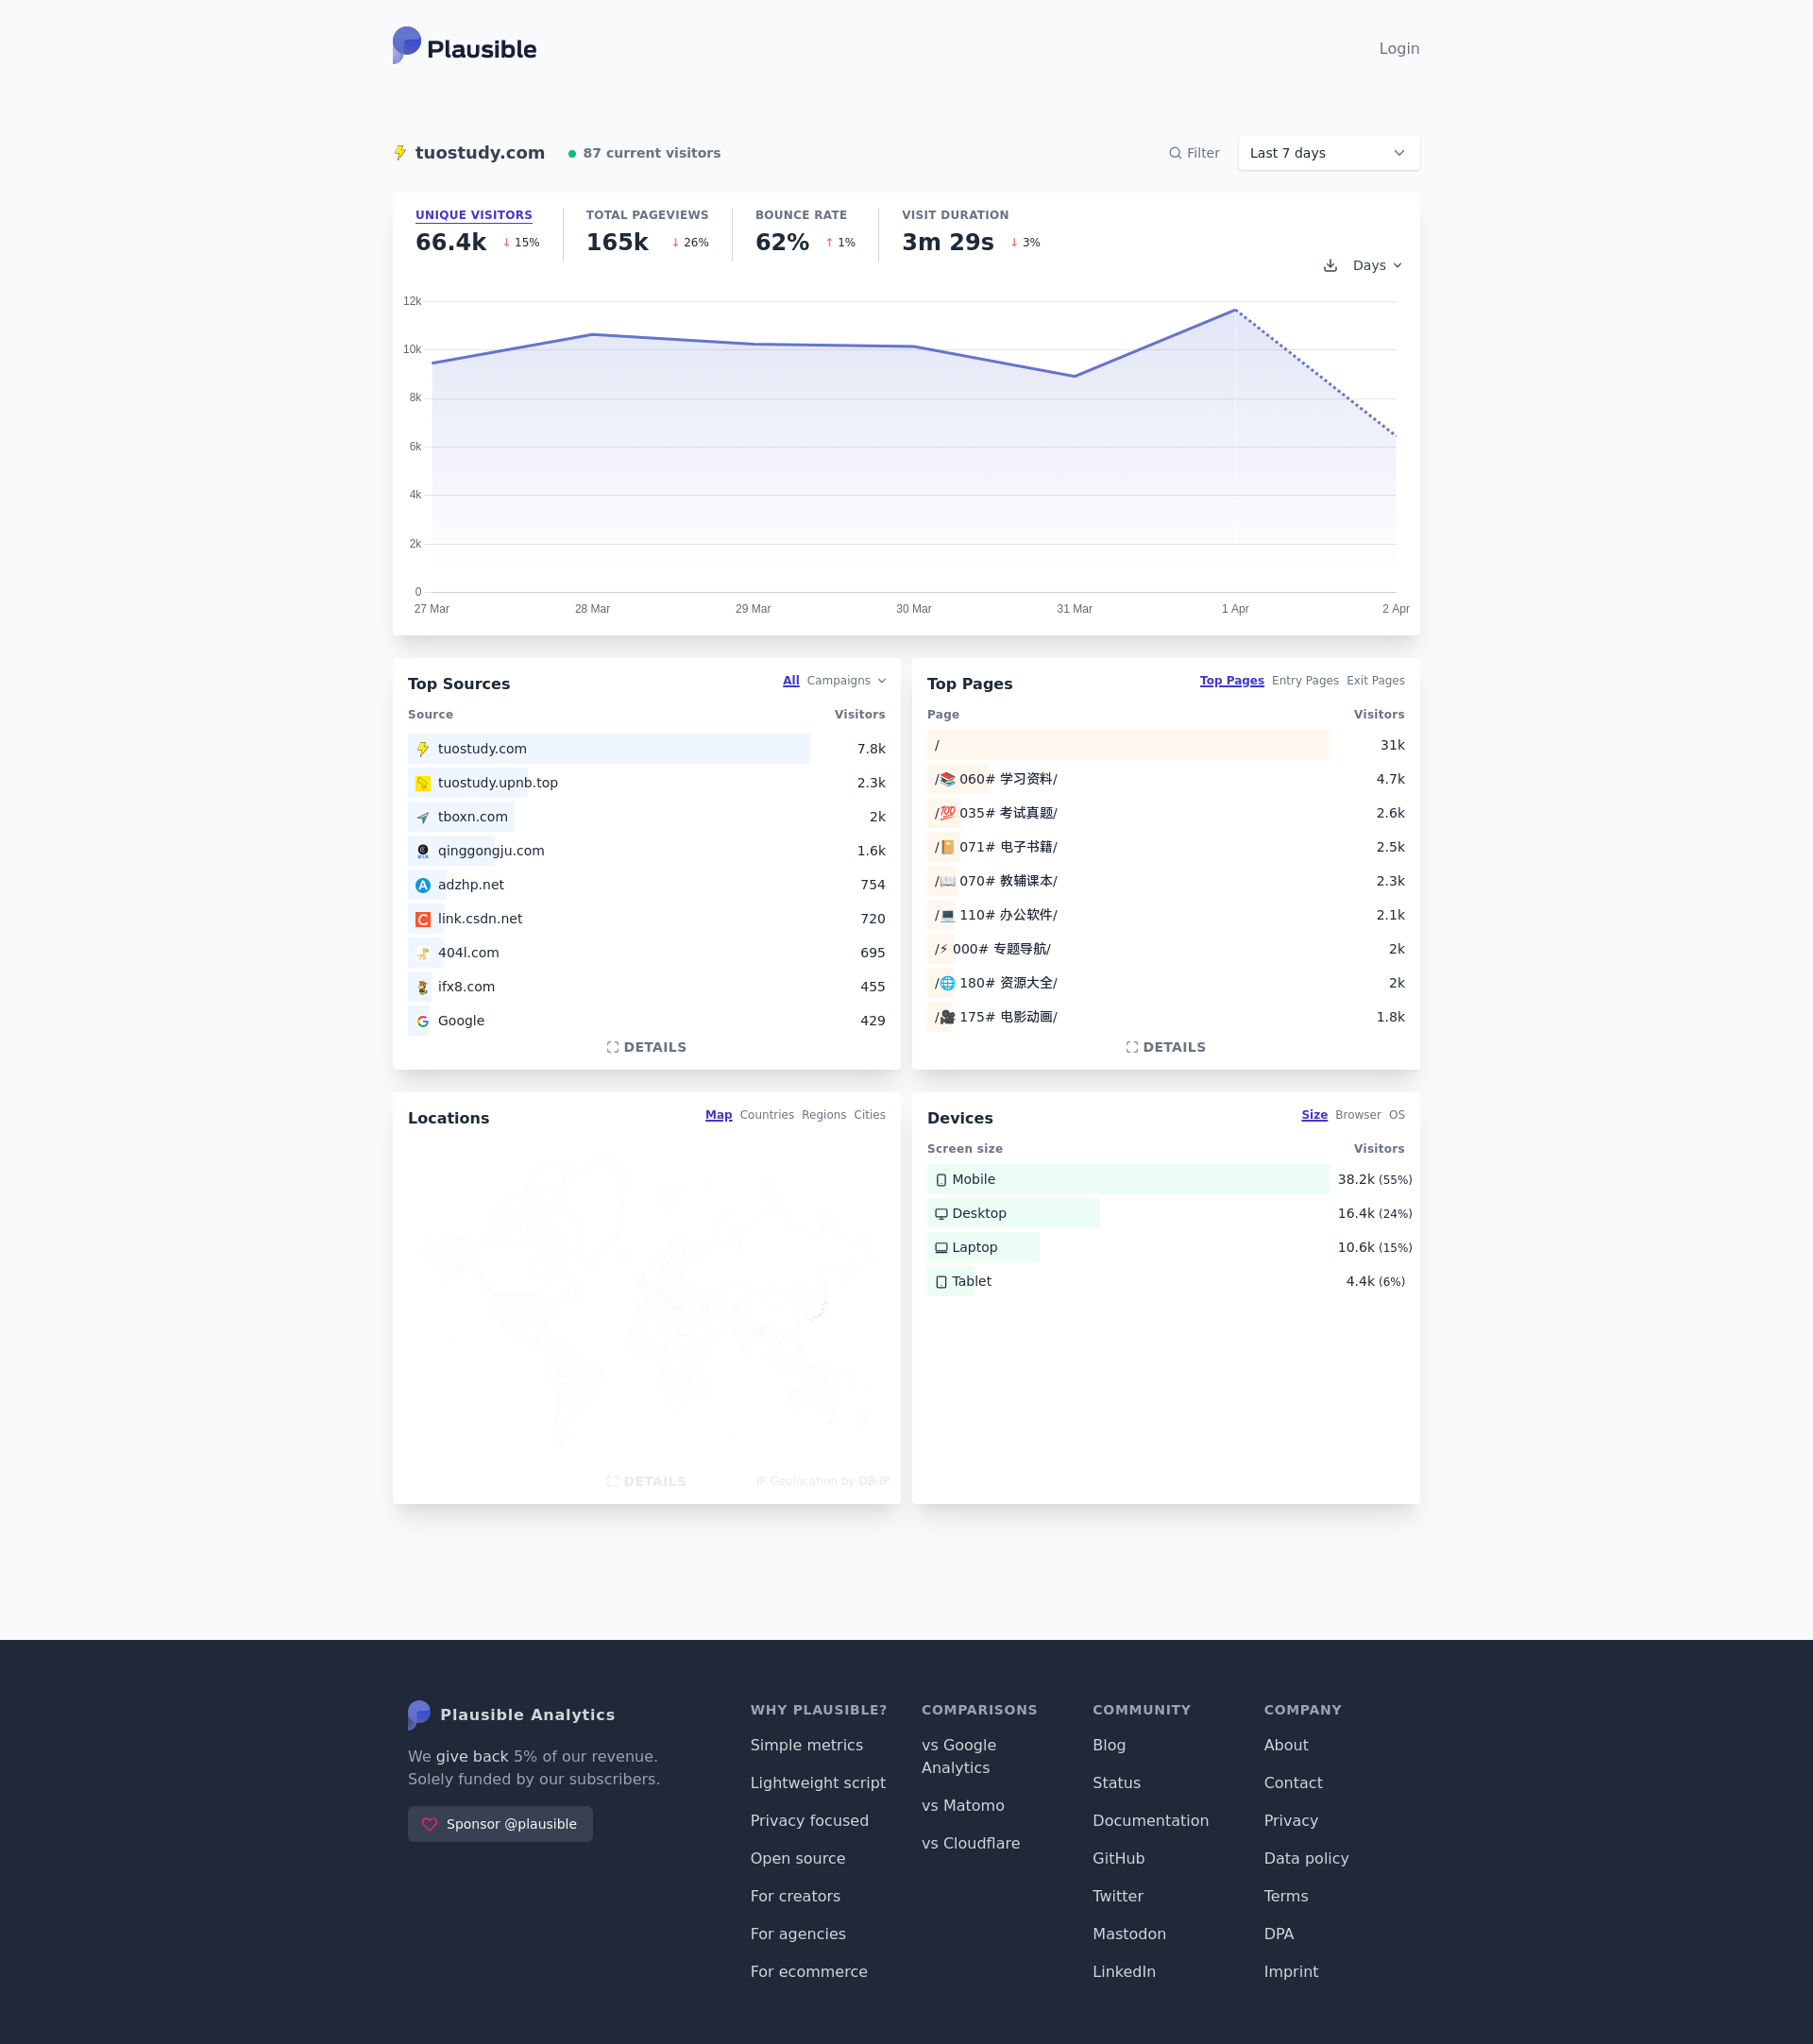 Plausible
Login
tuostudy.com
87 current visitors
Filter
Last 7 days
UNIQUE VISITORS
66.4k ↓ 15%
TOTAL PAGEVIEWS
165k ↓ 26%
BOUNCE RATE
62% ↑ 1%
VISIT DURATION
3m 29s ↓ 3%
Days
12k
10k
8k
6k
4k
2k
0
27 Mar
28 Mar
29 Mar
30 Mar
31 Mar
1 Apr
2 Apr
Top Sources
All Campaigns
Source Visitors
tuostudy.com 7.8k
tuostudy.upnb.top 2.3k
tboxn.com 2k
qinggongju.com 1.6k
adzhp.net 754
link.csdn.net 720
404l.com 695
ifx8.com 455
Google 429
DETAILS
Top Pages
Top Pages Entry Pages Exit Pages
Page Visitors
/ 31k
/📚 060# 学习资料/ 4.7k
/💯 035# 考试真题/ 2.6k
/📔 071# 电子书籍/ 2.5k
/📖 070# 教辅课本/ 2.3k
/💻 110# 办公软件/ 2.1k
/⚡ 000# 专题导航/ 2k
/🌐 180# 资源大全/ 2k
/🎥 175# 电影动画/ 1.8k
DETAILS
Locations
Map Countries Regions Cities
DETAILS
IP Geolocation by DB-IP
Devices
Size Browser OS
Screen size Visitors
Mobile 38.2k (55%)
Desktop 16.4k (24%)
Laptop 10.6k (15%)
Tablet 4.4k (6%)
Plausible Analytics
We give back 5% of our revenue.
Solely funded by our subscribers.
Sponsor @plausible
WHY PLAUSIBLE?
Simple metrics
Lightweight script
Privacy focused
Open source
For creators
For agencies
For ecommerce
COMPARISONS
vs Google
Analytics
vs Matomo
vs Cloudflare
COMMUNITY
Blog
Status
Documentation
GitHub
Twitter
Mastodon
LinkedIn
COMPANY
About
Contact
Privacy
Data policy
Terms
DPA
Imprint